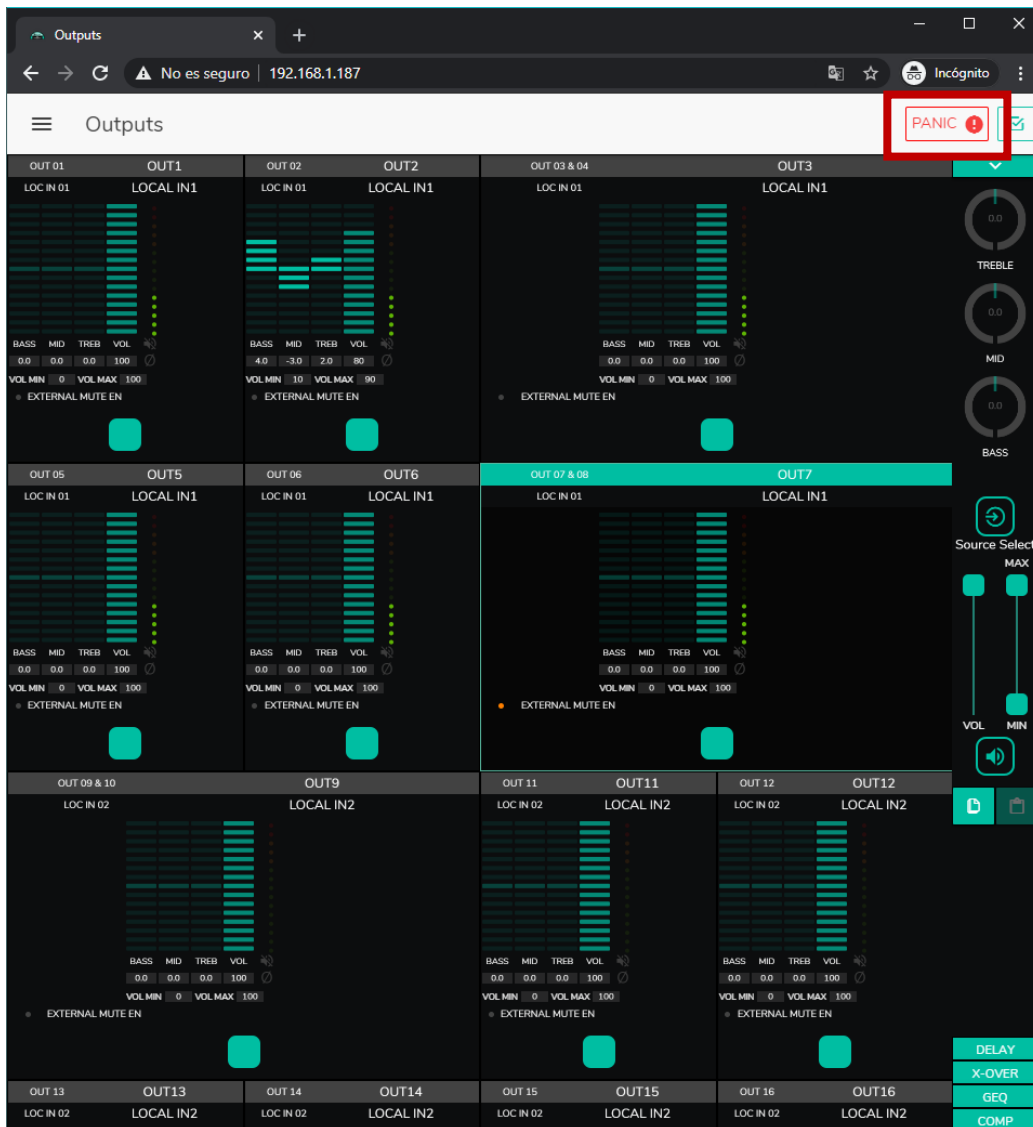 Outputs
No es seguro 192.168.1.187 Incógnito
Outputs PANIC
OUT 01 OUT1 OUT 02 OUT2 OUT 03 & 04 OUT3
LOC IN 01 LOCAL IN1 LOC IN 01 LOCAL IN1 LOC IN 01 LOCAL IN1
0.0
TREBLE
0.0
BASS MID TREB VOL BASS MID TREB VOL BASS MID TREB VOL
MID
0.0 0.0 0.0 100 4.0 -3.0 2.0 80 0.0 0.0 0.0 100
VOL MIN 0 VOL MAX 100 VOL MIN 10 VOL MAX 90 VOL MIN 0 VOL MAX 100
EXTERNAL MUTE EN EXTERNAL MUTE EN EXTERNAL MUTE EN
0.0
BASS
OUT 05 OUT5 OUT 06 OUT6 OUT 07 & 08 OUT7
LOC IN 01 LOCAL IN1 LOC IN 01 LOCAL IN1 LOC IN 01 LOCAL IN1
Source Select
MAX
BASS MID TREB VOL BASS MID TREB VOL BASS MID TREB VOL
0.0 0.0 0.0 100 0.0 0.0 0.0 100 0.0 0.0 0.0 100
VOL MIN 0 VOL MAX 100 VOL MIN 0 VOL MAX 100 VOL MIN 0 VOL MAX 100
EXTERNAL MUTE EN EXTERNAL MUTE EN EXTERNAL MUTE EN
VOL MIN
OUT 09 & 10 OUT9 OUT 11 OUT11 OUT 12 OUT12
LOC IN 02 LOCAL IN2 LOC IN 02 LOCAL IN2 LOC IN 02 LOCAL IN2
BASS MID TREB VOL BASS MID TREB VOL BASS MID TREB VOL
0.0 0.0 0.0 100 0.0 0.0 0.0 100 0.0 0.0 0.0 100
VOL MIN 0 VOL MAX 100 VOL MIN 0 VOL MAX 100 VOL MIN 0 VOL MAX 100
EXTERNAL MUTE EN EXTERNAL MUTE EN EXTERNAL MUTE EN
DELAY
X-OVER
OUT 13 OUT13 OUT 14 OUT14 OUT 15 OUT15 OUT 16 OUT16
GEQ
LOC IN 02 LOCAL IN2 LOC IN 02 LOCAL IN2 LOC IN 02 LOCAL IN2 LOC IN 02 LOCAL IN2
COMP